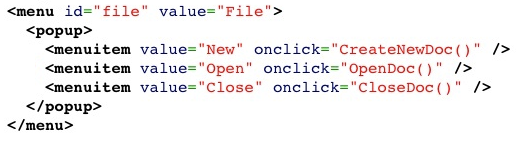 <menu id="file" value="File">
<popup>
<menuitem value="New" onclick="CreateNewDoc()" />
<menuitem value="Open" onclick="OpenDoc()" />
<menuitem value="Close" onclick="CloseDoc()" />
</popup>
</menu>